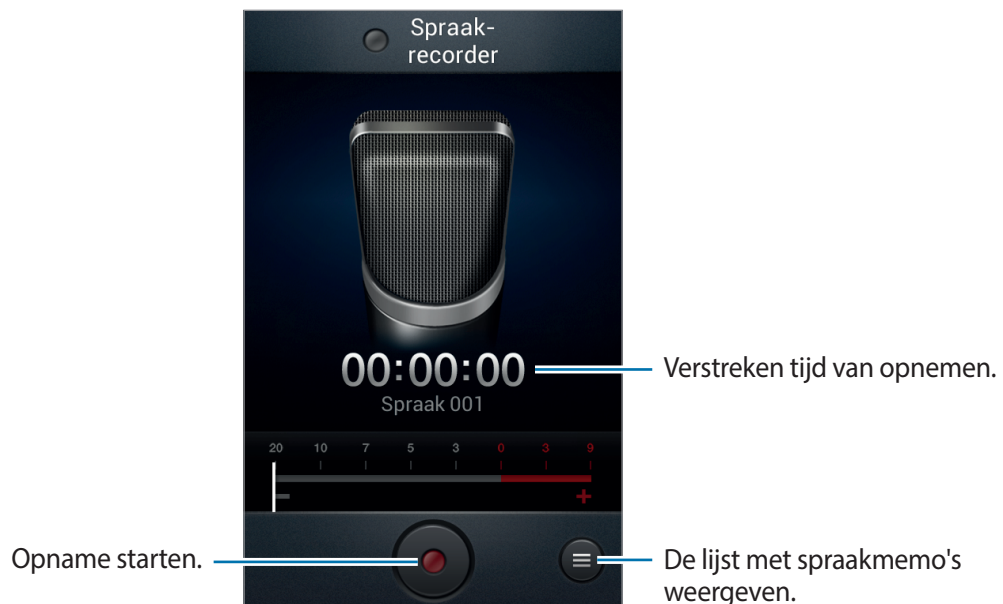 Spraak-
recorder
00:00:00
Verstreken tijd van opnemen.
Spraak 001
20 10 7 5 3 0 3 9
- +
Opname starten.
De lijst met spraakmemo's
weergeven.